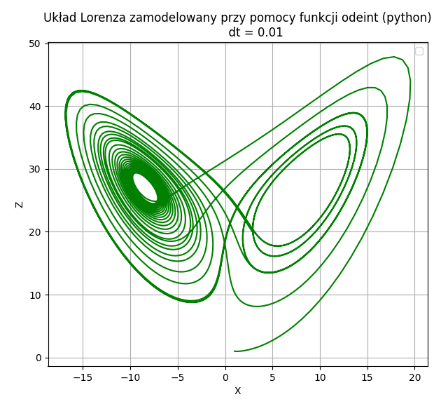 Układ Lorenza zamodelowany przy pomocy funkcji odeint (python)
dt = 0.01
50
40
30
20
10
0
Z
−15 −10 −5 0 5 10 15 20
X